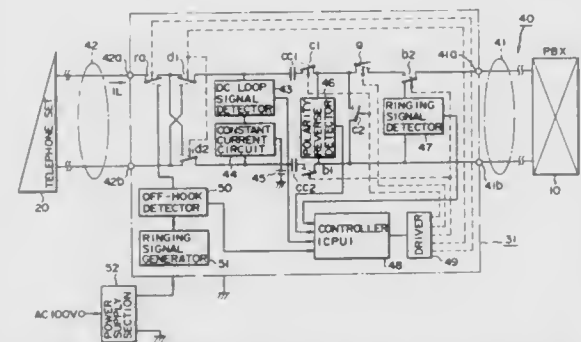 40
42
42a
ra
d1
CC1
c1
g
b2
41a
41
PBX
IL
43
DC LOOP
SIGNAL
DETECTOR
46
POLARITY
REVERSE
DETECTOR
c2
RINGING
SIGNAL
DETECTOR
47
TELEPHONE SET
CONSTANT
CURRENT
CIRCUIT
d2
44
45
b1
CC2
42b
41b
20
10
OFF-HOOK
DETECTOR
50
RINGING
SIGNAL
GENERATOR
51
CONTROLLER
(CPU)
48
DRIVER
49
31
52
AC100V
POWER
SUPPLY
SECTION